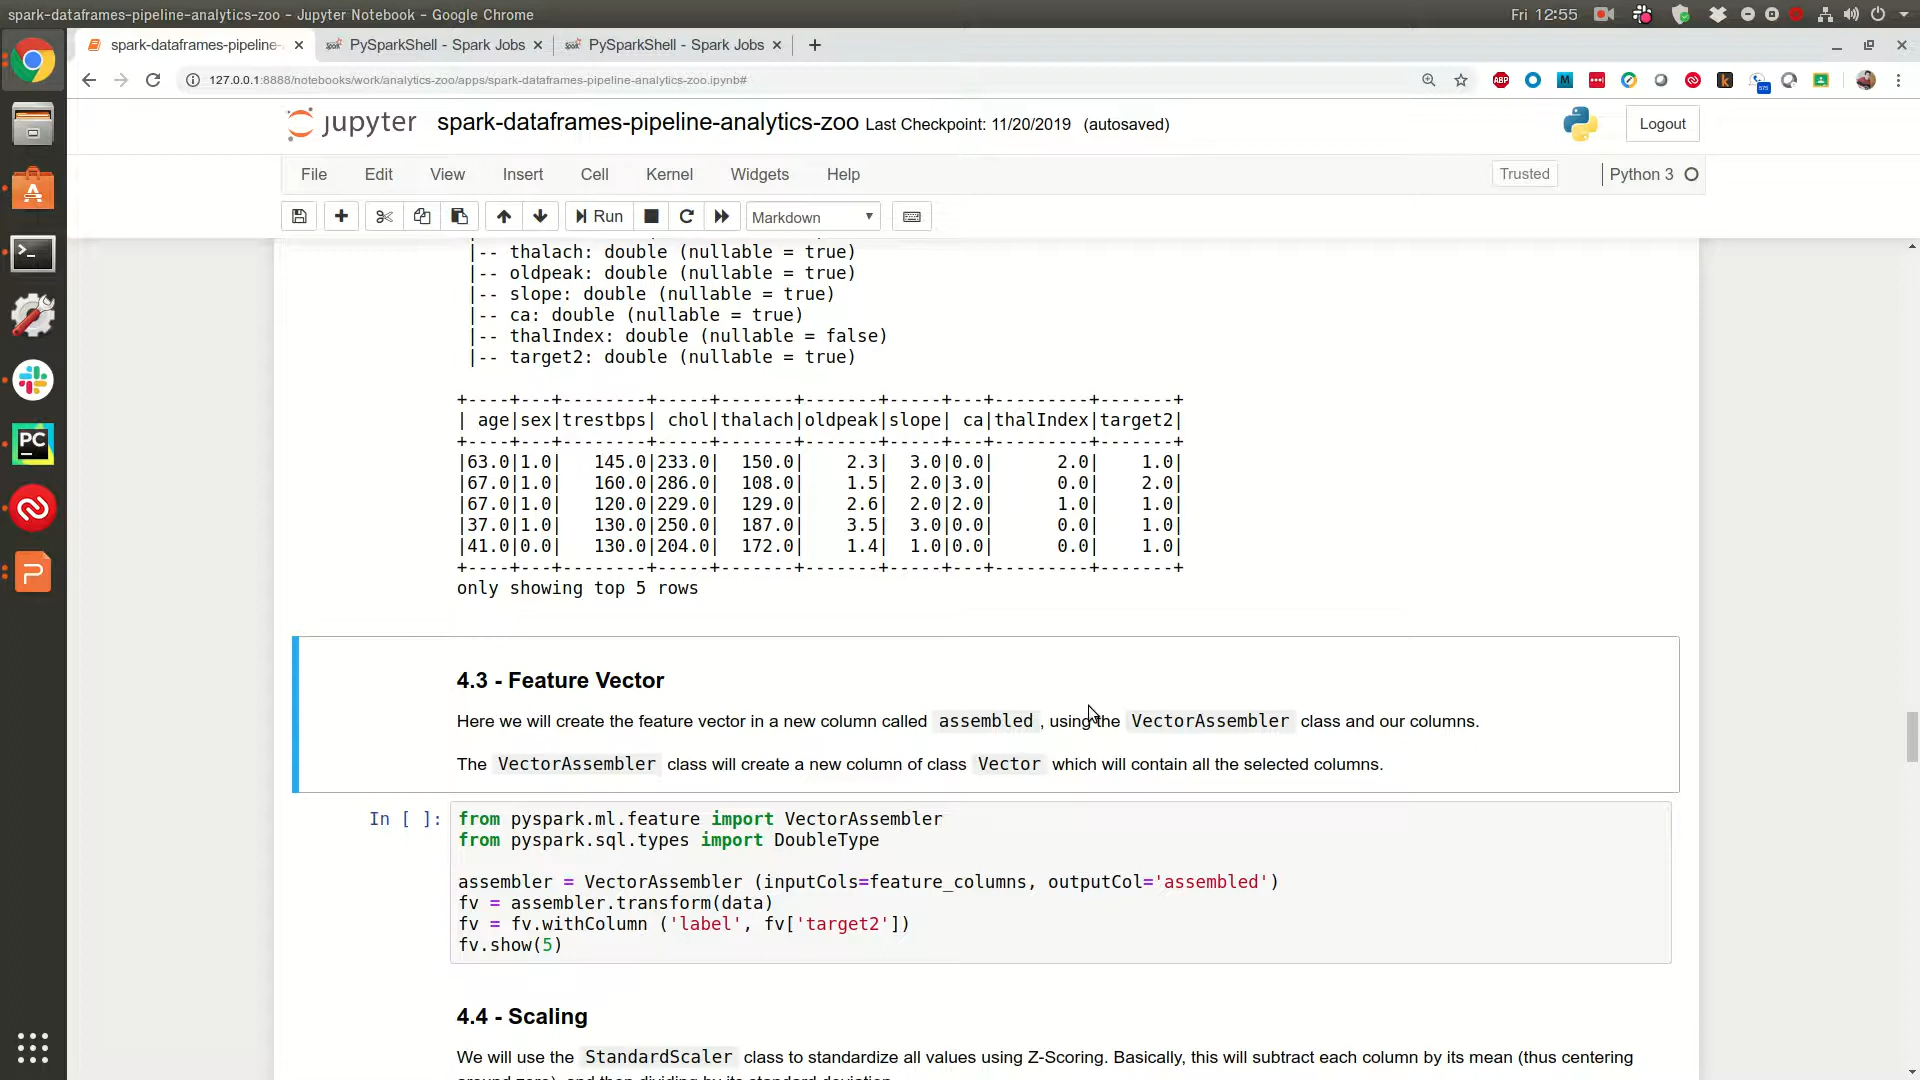 spark-dataframes-pipeline-analytics-zoo - Jupyter Notebook - Google Chrome
Fri 12:55
spark-dataframes-pipeline-
PySparkShell - Spark Jobs
PySparkShell - Spark Jobs
127.0.0.1:8888/notebooks/work/analytics-zoo/apps/spark-dataframes-pipeline-analytics-zoo.ipynb#
jupyter spark-dataframes-pipeline-analytics-zoo Last Checkpoint: 11/20/2019 (autosaved)
Logout
File Edit View Insert Cell Kernel Widgets Help
Trusted
Python 3
Run
Markdown
|-- thalach: double (nullable = true)
|-- oldpeak: double (nullable = true)
|-- slope: double (nullable = true)
|-- ca: double (nullable = true)
|-- thalIndex: double (nullable = false)
|-- target2: double (nullable = true)
+----+---+--------+-----+-------+-------+-----+---+---------+-------+
| age|sex|trestbps| chol|thalach|oldpeak|slope| ca|thalIndex|target2|
+----+---+--------+-----+-------+-------+-----+---+---------+-------+
|63.0|1.0|   145.0|233.0|  150.0|    2.3|  3.0|0.0|      2.0|    1.0|
|67.0|1.0|   160.0|286.0|  108.0|    1.5|  2.0|3.0|      0.0|    2.0|
|67.0|1.0|   120.0|229.0|  129.0|    2.6|  2.0|2.0|      1.0|    1.0|
|37.0|1.0|   130.0|250.0|  187.0|    3.5|  3.0|0.0|      0.0|    1.0|
|41.0|0.0|   130.0|204.0|  172.0|    1.4|  1.0|0.0|      0.0|    1.0|
+----+---+--------+-----+-------+-------+-----+---+---------+-------+
only showing top 5 rows
4.3 - Feature Vector
Here we will create the feature vector in a new column called assembled , using the VectorAssembler class and our columns.
The VectorAssembler class will create a new column of class Vector which will contain all the selected columns.
In [ ]:
from pyspark.ml.feature import VectorAssembler
from pyspark.sql.types import DoubleType
assembler = VectorAssembler (inputCols=feature_columns, outputCol='assembled')
fv = assembler.transform(data)
fv = fv.withColumn ('label', fv['target2'])
fv.show(5)
4.4 - Scaling
We will use the StandardScaler class to standardize all values using Z-Scoring. Basically, this will subtract each column by its mean (thus centering